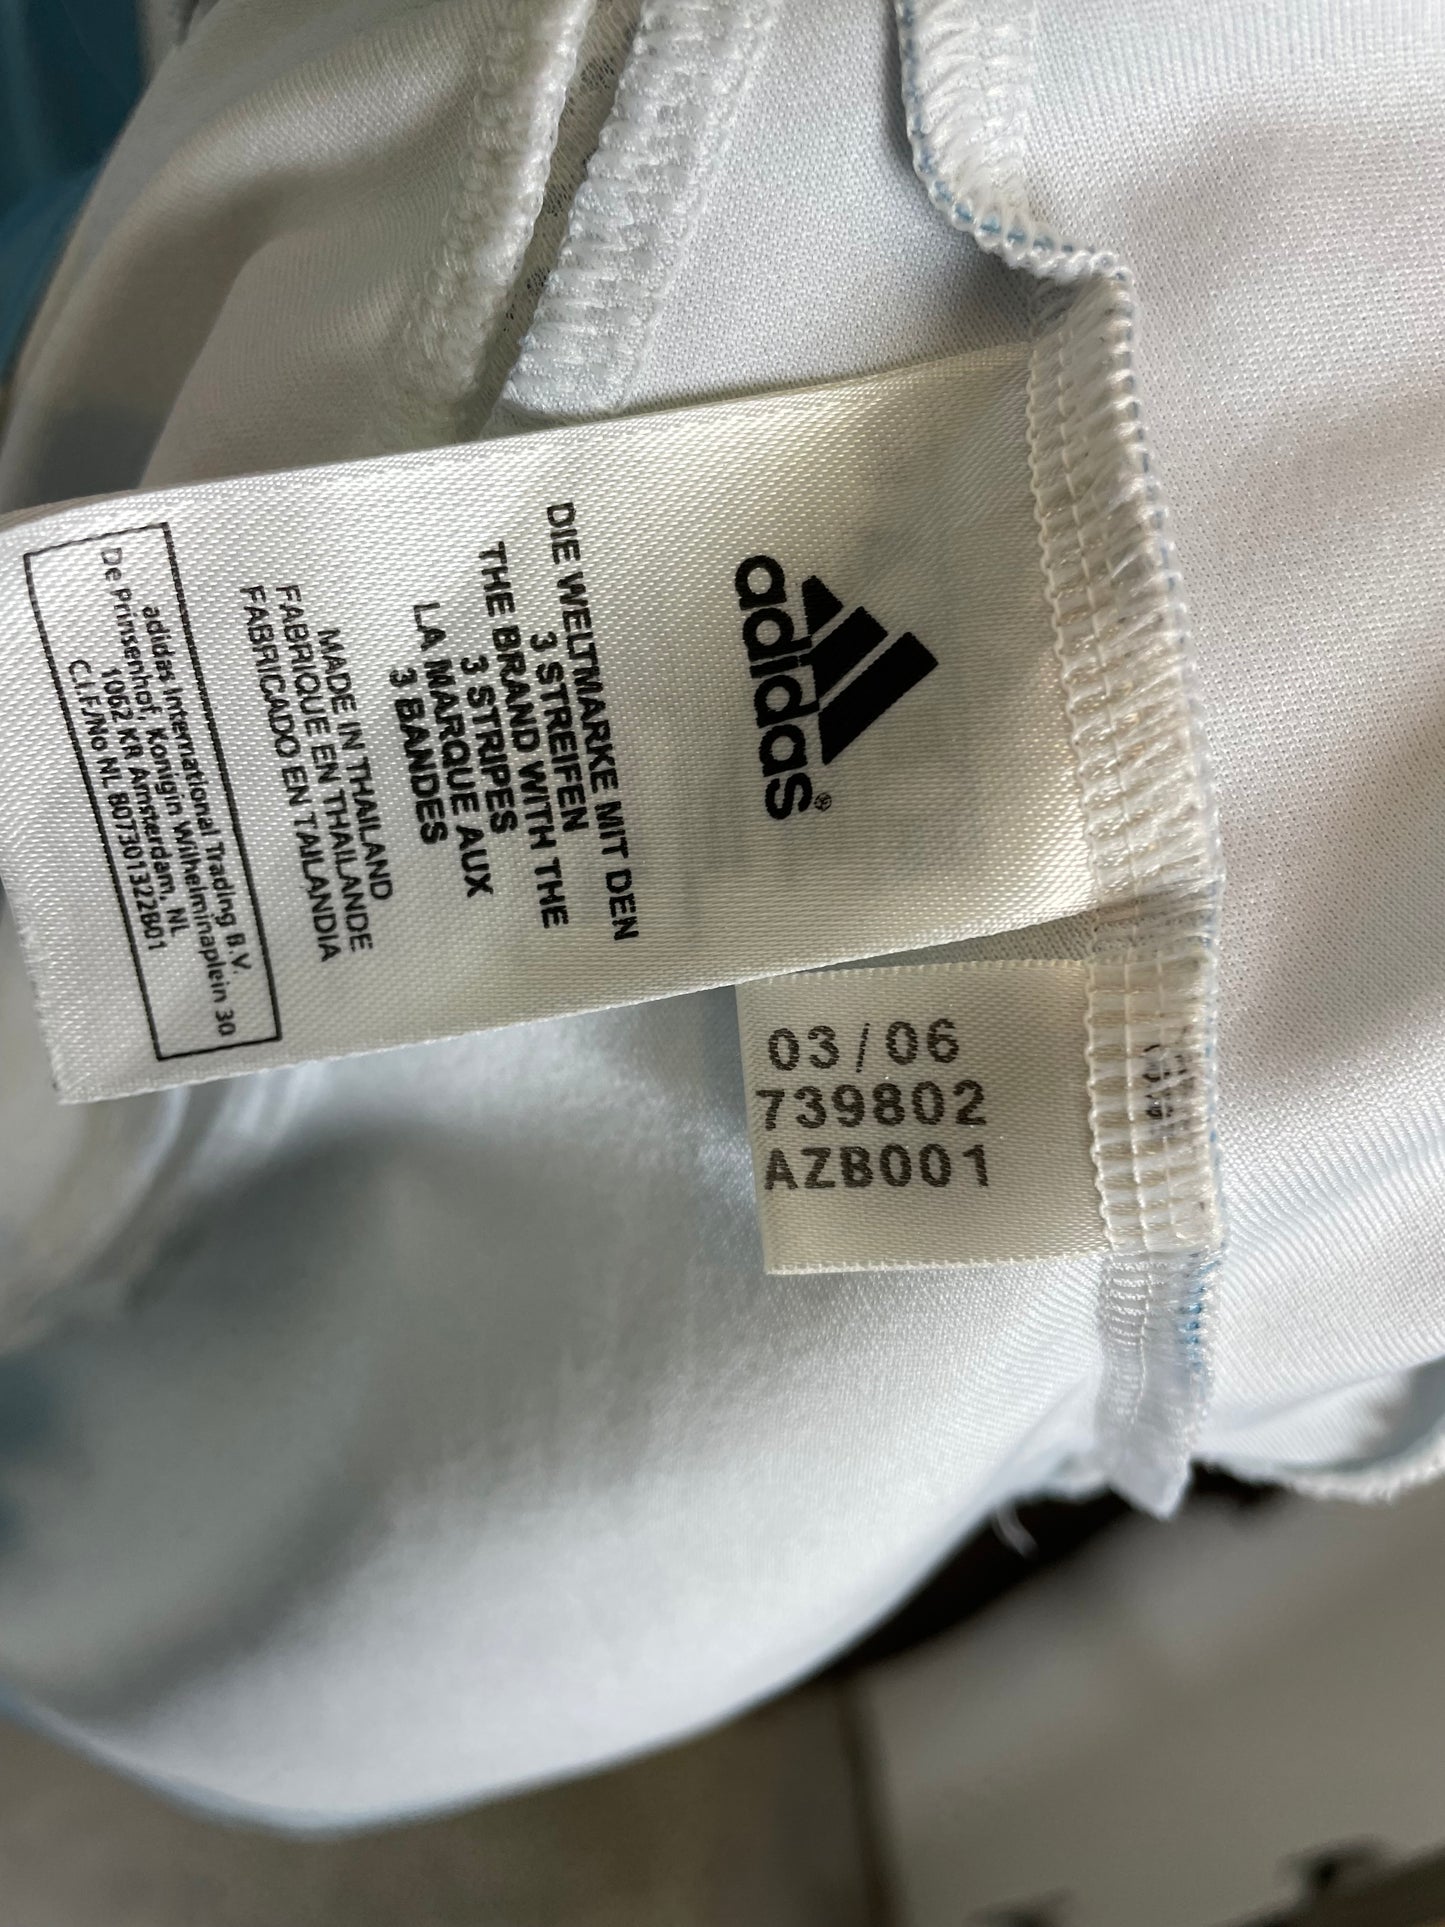 adidas®
DIE WELTMARKE MIT DEN
3 STREIFEN
THE BRAND WITH THE
3 STRIPES
LA MARQUE AUX
3 BANDES
MADE IN THAILAND
FABRIQUE EN THAILANDE
FABRICADO EN TAILANDIA
adidas International Trading B.V.
De Prinsenhof, Konigin Wilhelminaplein 30
1062 KR Amsterdam, NL
C.I.F/No NL 807301322B01
03/06
739802
AZB001